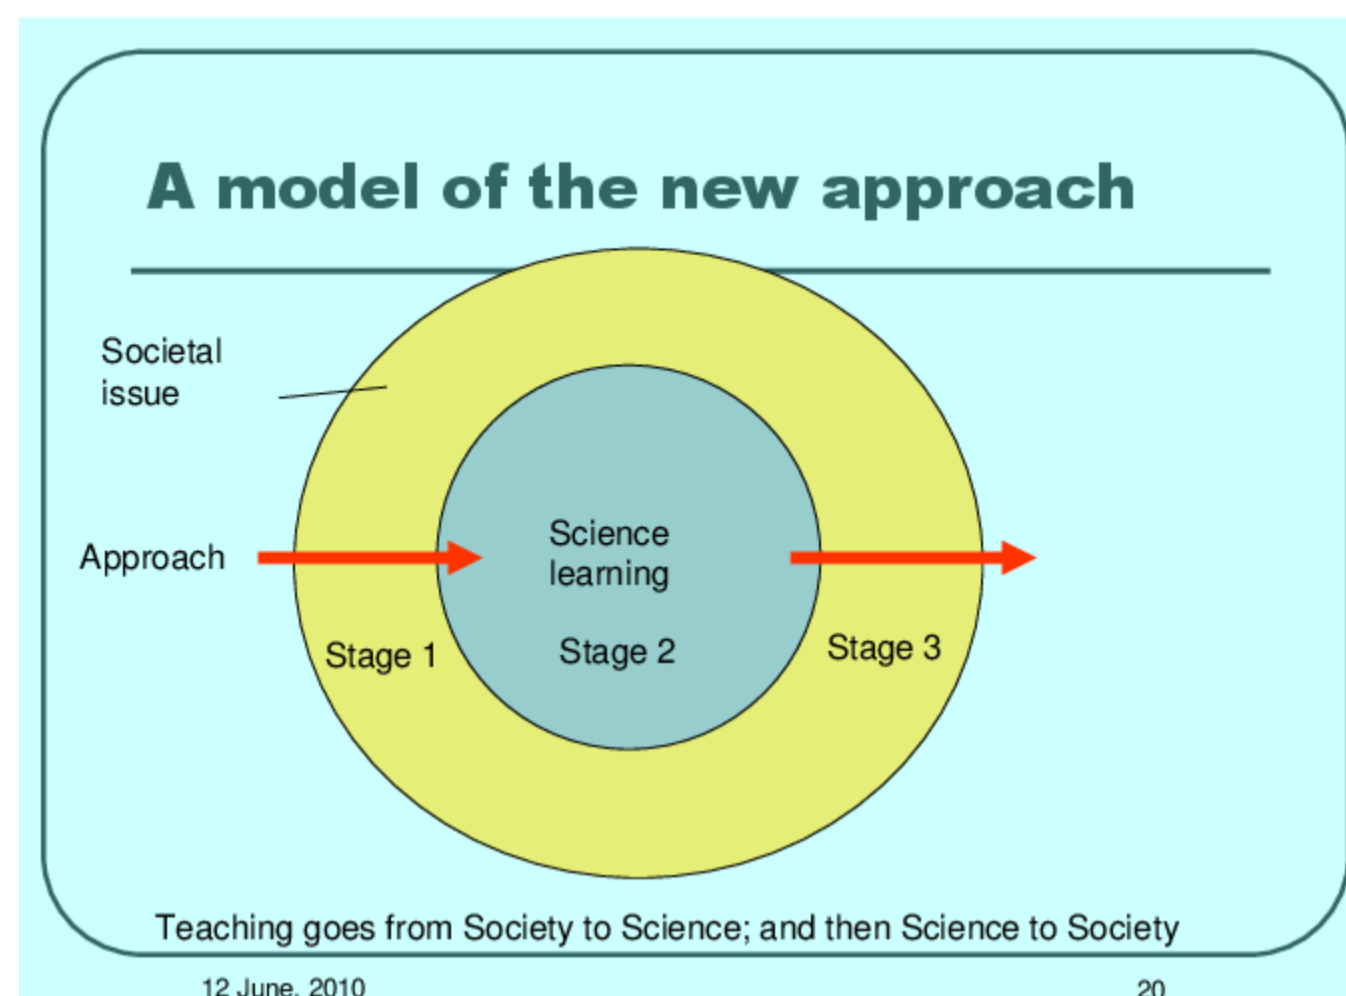 A model of the new approach
Societal
issue
Approach
Science
learning
Stage 1
Stage 2
Stage 3
Teaching goes from Society to Science; and then Science to Society
12 June, 2010
20